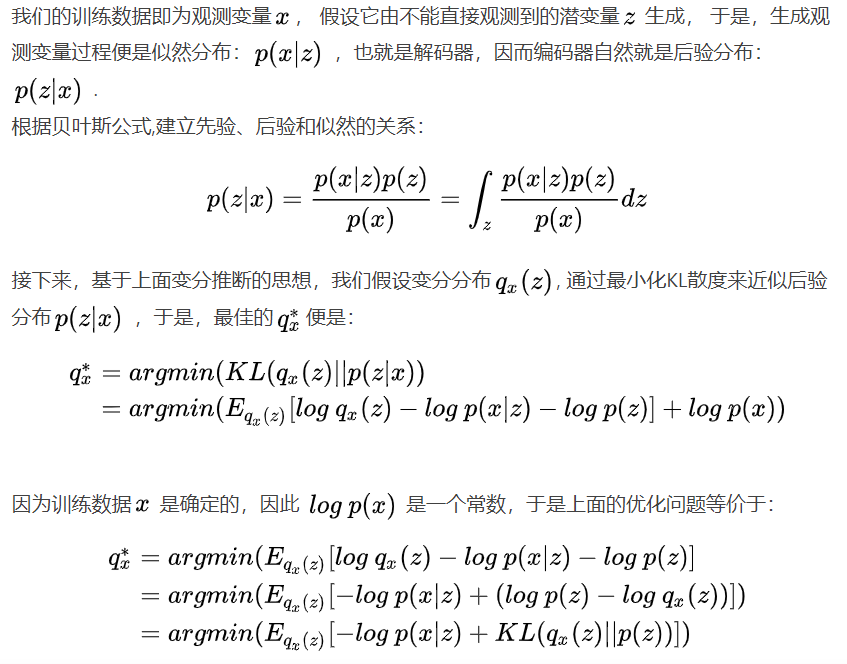 我们的训练数据即为观测变量 x ， 假设它由不能直接观测到的潜变量 z 生成， 于是，生成观
测变量过程便是似然分布： p(x|z) ，也就是解码器，因而编码器自然就是后验分布：
p(z|x) .
根据贝叶斯公式,建立先验、后验和似然的关系：
p(z|x) = \frac{p(x|z)p(z)}{p(x)} = \int_z \frac{p(x|z)p(z)}{p(x)} dz
接下来，基于上面变分推断的思想，我们假设变分分布 q_x(z), 通过最小化KL散度来近似后验
分布 p(z|x) ，于是，最佳的 q_x^* 便是：
q_x^* = argmin(KL(q_x(z)||p(z|x))
= argmin(E_{q_x(z)}[log q_x(z) − log p(x|z) − log p(z)] + log p(x))
因为训练数据 x 是确定的，因此 log p(x) 是一个常数，于是上面的优化问题等价于：
q_x^* = argmin(E_{q_x(z)}[log q_x(z) − log p(x|z) − log p(z)]
= argmin(E_{q_x(z)}[−log p(x|z) + (log p(z) − log q_x(z))])
= argmin(E_{q_x(z)}[−log p(x|z) + KL(q_x(z)||p(z))])